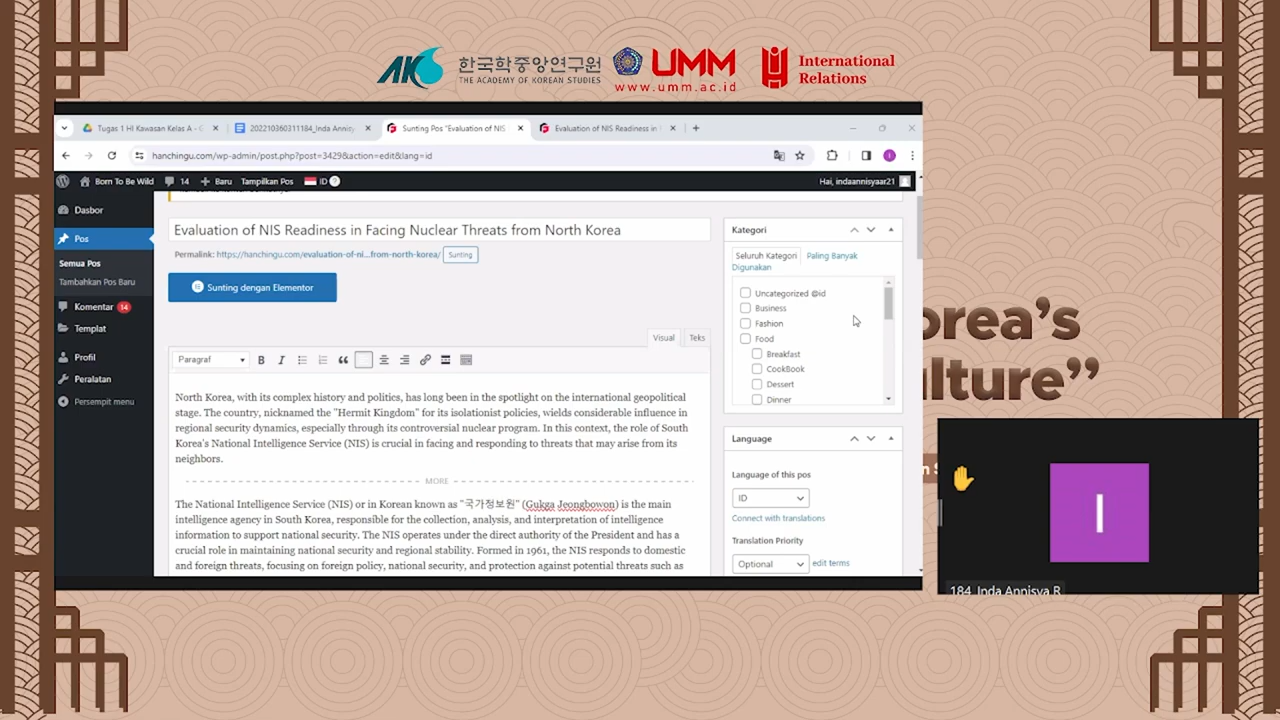 AKS 한국학중앙연구원
THE ACADEMY OF KOREAN STUDIES
UMM
www.umm.ac.id
International
Relations
Tugas 1 HI Kawasan Kelas A - G
202210360311184_Inda Annisy
Sunting Pos "Evaluation of NIS
Evaluation of NIS Readiness in F
hanchingu.com/wp-admin/post.php?post=3429&action=edit&lang=id
Born To Be Wild
14
Baru
Tampilkan Pos
ID
Hai, indaannisyaar21
Dasbor
Pos
Semua Pos
Tambahkan Pos Baru
Komentar 14
Templat
Profil
Peralatan
Persempit menu
Evaluation of NIS Readiness in Facing Nuclear Threats from North Korea
Permalink: https://hanchingu.com/evaluation-of-ni...from-north-korea/ Sunting
Sunting dengan Elementor
Visual
Teks
Paragraf
North Korea, with its complex history and politics, has long been in the spotlight on the international geopolitical
stage. The country, nicknamed the "Hermit Kingdom" for its isolationist policies, wields considerable influence in
regional security dynamics, especially through its controversial nuclear program. In this context, the role of South
Korea's National Intelligence Service (NIS) is crucial in facing and responding to threats that may arise from its
neighbors.
MORE
The National Intelligence Service (NIS) or in Korean known as "국가정보원" (Gukga Jeongbowon) is the main
intelligence agency in South Korea, responsible for the collection, analysis, and interpretation of intelligence
information to support national security. The NIS operates under the direct authority of the President and has a
crucial role in maintaining national security and regional stability. Formed in 1961, the NIS responds to domestic
and foreign threats, focusing on foreign policy, national security, and protection against potential threats such as
Kategori
Seluruh Kategori
Paling Banyak
Digunakan
Uncategorized @id
Business
Fashion
Food
Breakfast
CookBook
Dessert
Dinner
Language
Language of this pos
ID
Connect with translations
Translation Priority
Optional
edit terms
orea's
lture”
n S
I
184_Inda Annisya R